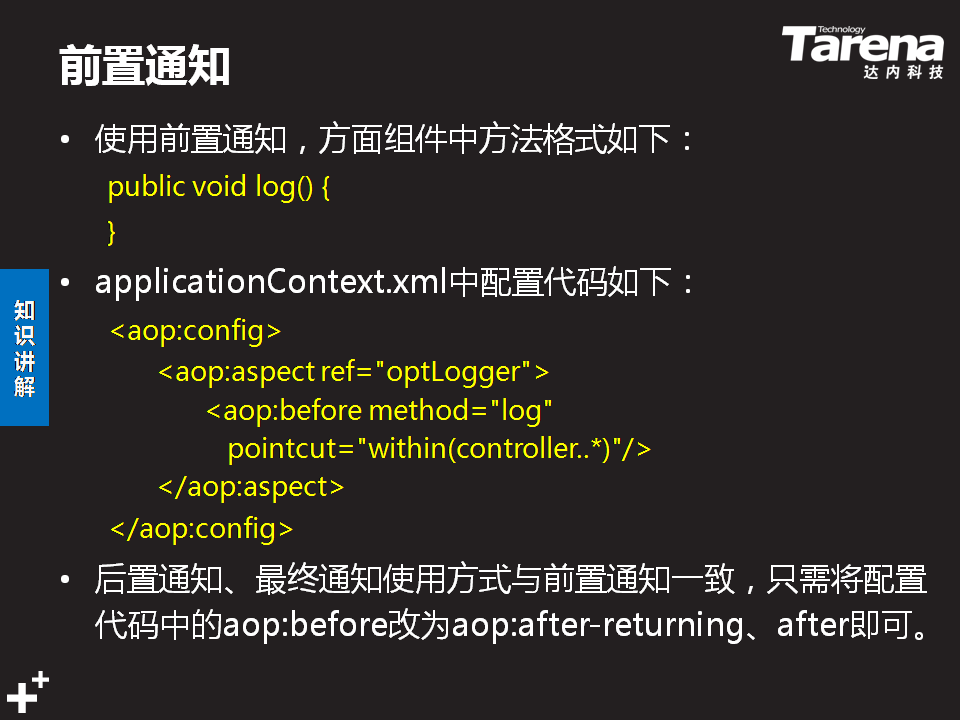 前置通知
Technology
Tarena
达内科技
• 使用前置通知，方面组件中方法格式如下：
public void log() {
}
• applicationContext.xml中配置代码如下：
知识讲解
<aop:config>
<aop:aspect ref="optLogger">
<aop:before method="log"
pointcut="within(controller..*)"/>
</aop:aspect>
</aop:config>
• 后置通知、最终通知使用方式与前置通知一致，只需将配置
代码中的aop:before改为aop:after-returning、after即可。